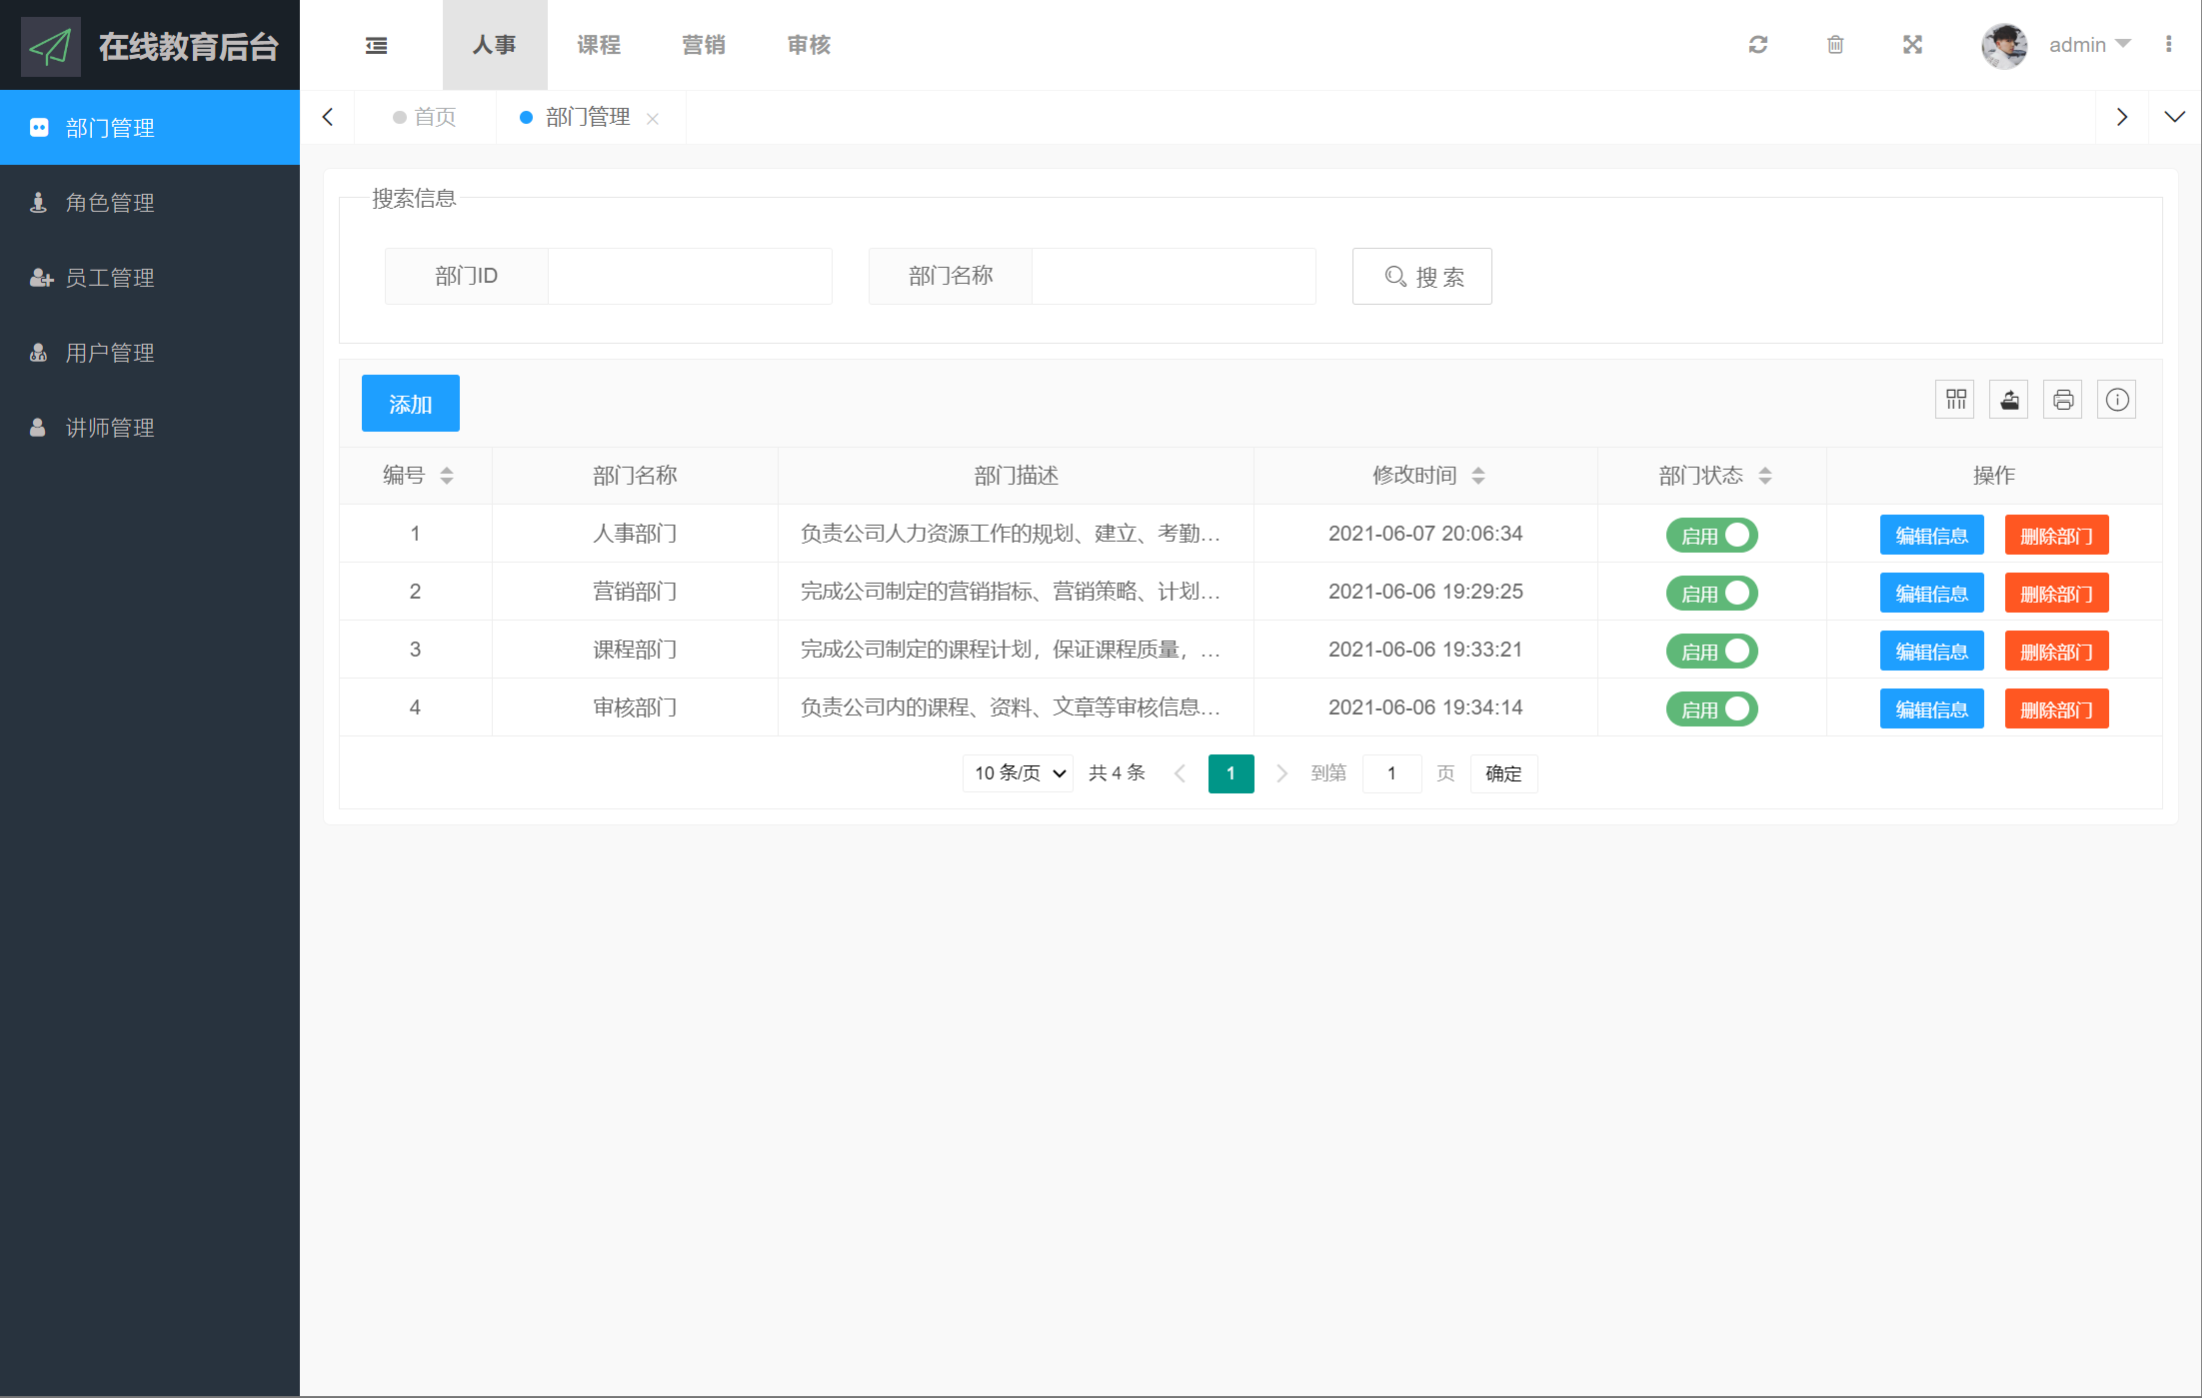 在线教育后台
人事 课程 营销 审核 admin
部门管理
角色管理
员工管理
用户管理
讲师管理
首页 部门管理
搜索信息
部门ID 部门名称 搜 索
添加
编号 部门名称 部门描述 修改时间 部门状态 操作
1 人事部门 负责公司人力资源工作的规划、建立、考勤... 2021-06-07 20:06:34 启用 编辑信息 删除部门
2 营销部门 完成公司制定的营销指标、营销策略、计划... 2021-06-06 19:29:25 启用 编辑信息 删除部门
3 课程部门 完成公司制定的课程计划，保证课程质量，... 2021-06-06 19:33:21 启用 编辑信息 删除部门
4 审核部门 负责公司内的课程、资料、文章等审核信息... 2021-06-06 19:34:14 启用 编辑信息 删除部门
10 条/页 共 4 条 1 到第 1 页 确定